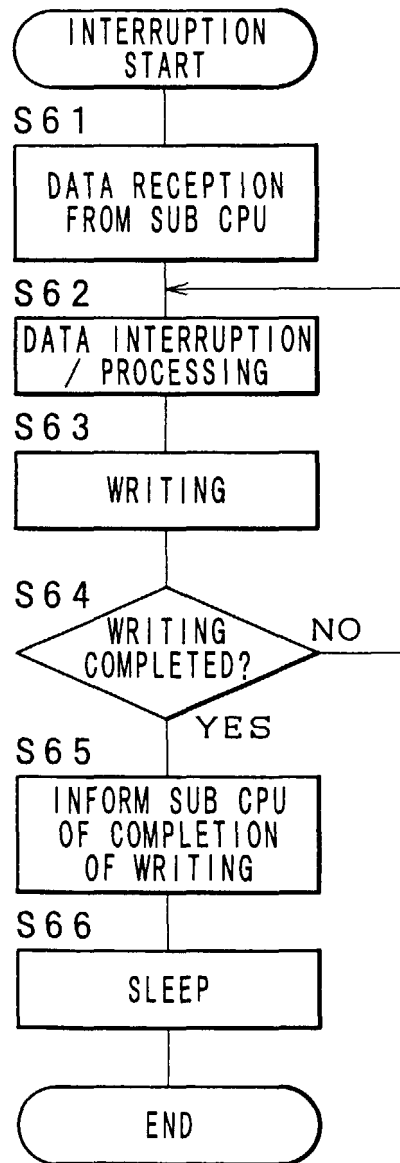 INTERRUPTION
START
S61
DATA RECEPTION
FROM SUB CPU
S62
DATA INTERRUPTION
/ PROCESSING
S63
WRITING
S64
WRITING
COMPLETED?
NO
YES
S65
INFORM SUB CPU
OF COMPLETION
OF WRITING
S66
SLEEP
END